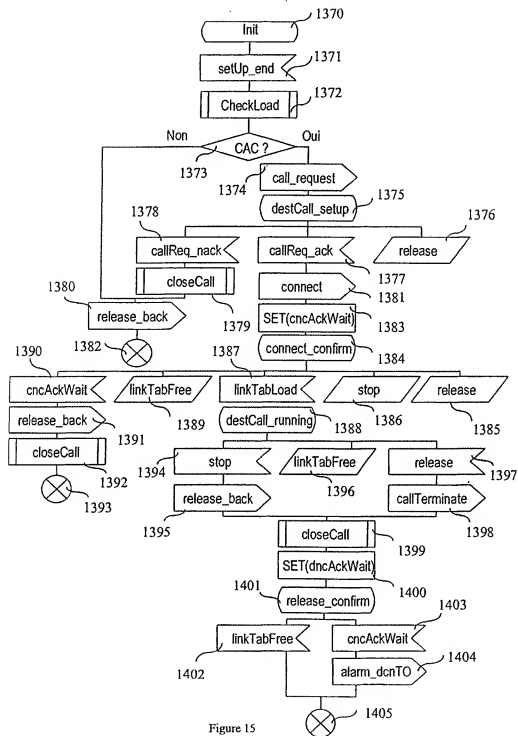 1370
Init
1371
setUp_end
1372
CheckLoad
Non
Oui
CAC ?
1373
1374
call_request
1375
destCall_setup
1378
1376
callReq_nack
callReq_ack
release
1377
closeCall
connect
1380
1381
1379
release_back
SET(cncAckWait)
1383
1382
connect_confirm
1384
1390
1387
cncAckWait
linkTabFree
linkTabLoad
stop
release
1389
1386
1385
release_back
destCall_running
1391
1388
closeCall
1392
1394
stop
linkTabFree
release
1397
1393
1396
release_back
callTerminate
1395
1398
closeCall
1399
SET(dncAckWait)
1400
1401
release_confirm
1403
linkTabFree
cncAckWait
1402
1404
alarm_dcnTO
1405
Figure 15